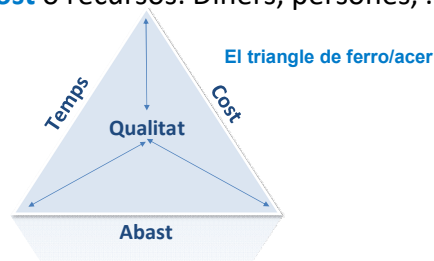 ost o recursos. Diners, persones, .
El triangle de ferro/acer
Temps
Cost
Qualitat
Abast